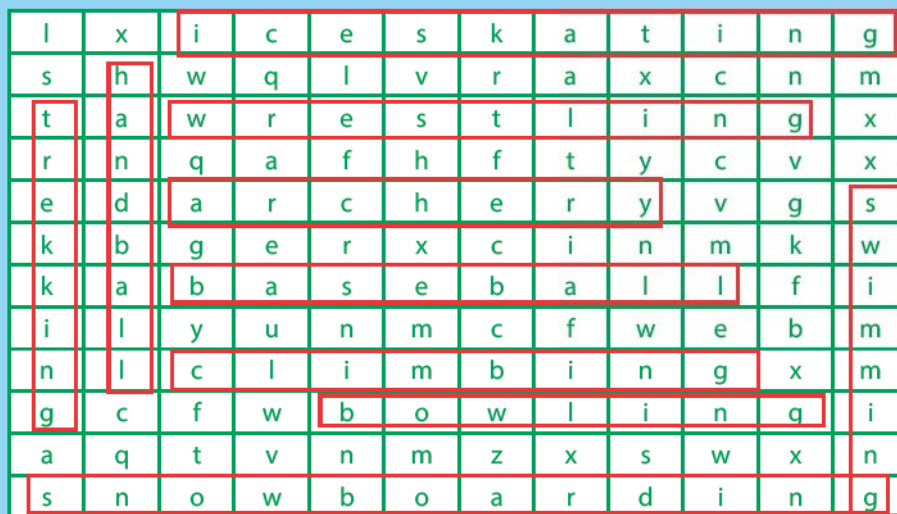 l x i c e s k a t i n g
s h w q l v r a x c n m
t a w r e s t l i n g x
r n q a f h f t y c v x
e d a r c h e r y v g s
k b g e r x c i n m k w
k a b a s e b a l l f i
i l y u n m c f w e b m
n l c l i m b i n g x m
g c f w b o w l i n g i
a q t v n m z x s w x n
s n o w b o a r d i n g